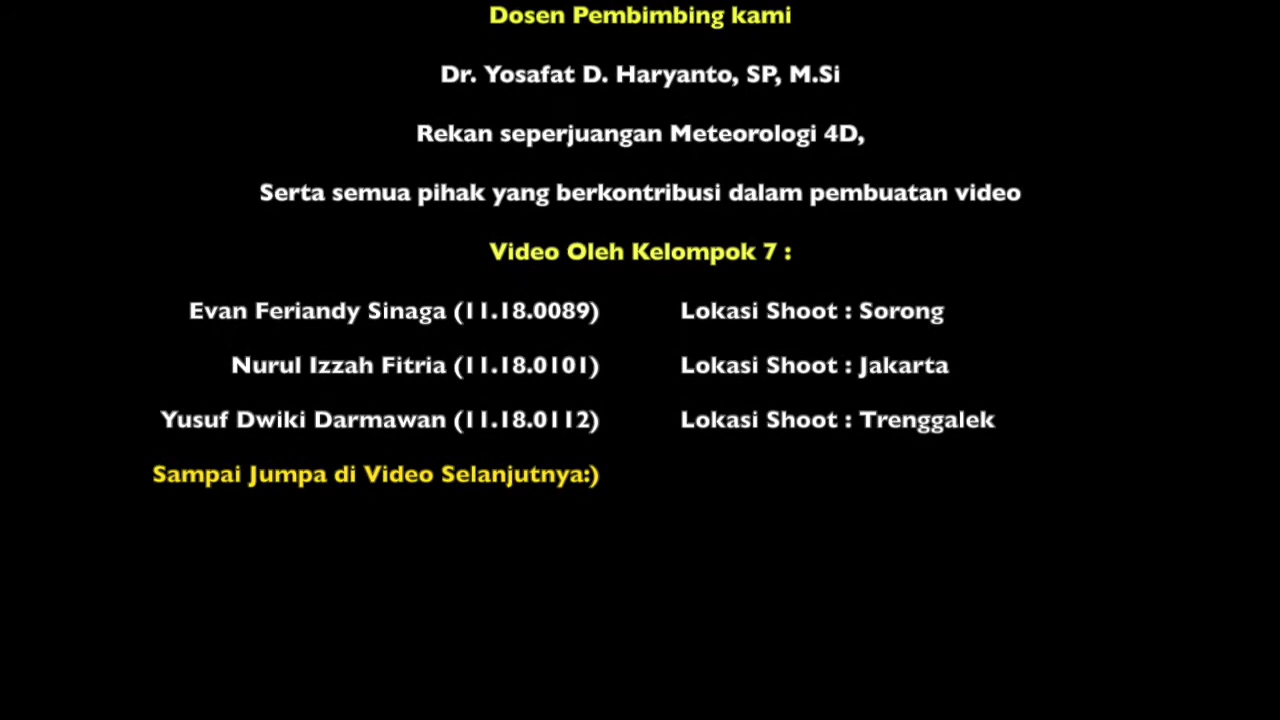 Dosen Pembimbing kami
Dr. Yosafat D. Haryanto, SP, M.Si
Rekan seperjuangan Meteorologi 4D,
Serta semua pihak yang berkontribusi dalam pembuatan video
Video Oleh Kelompok 7 :
Evan Feriandy Sinaga (11.18.0089) Lokasi Shoot : Sorong
Nurul Izzah Fitria (11.18.0101) Lokasi Shoot : Jakarta
Yusuf Dwiki Darmawan (11.18.0112) Lokasi Shoot : Trenggalek
Sampai Jumpa di Video Selanjutnya:)